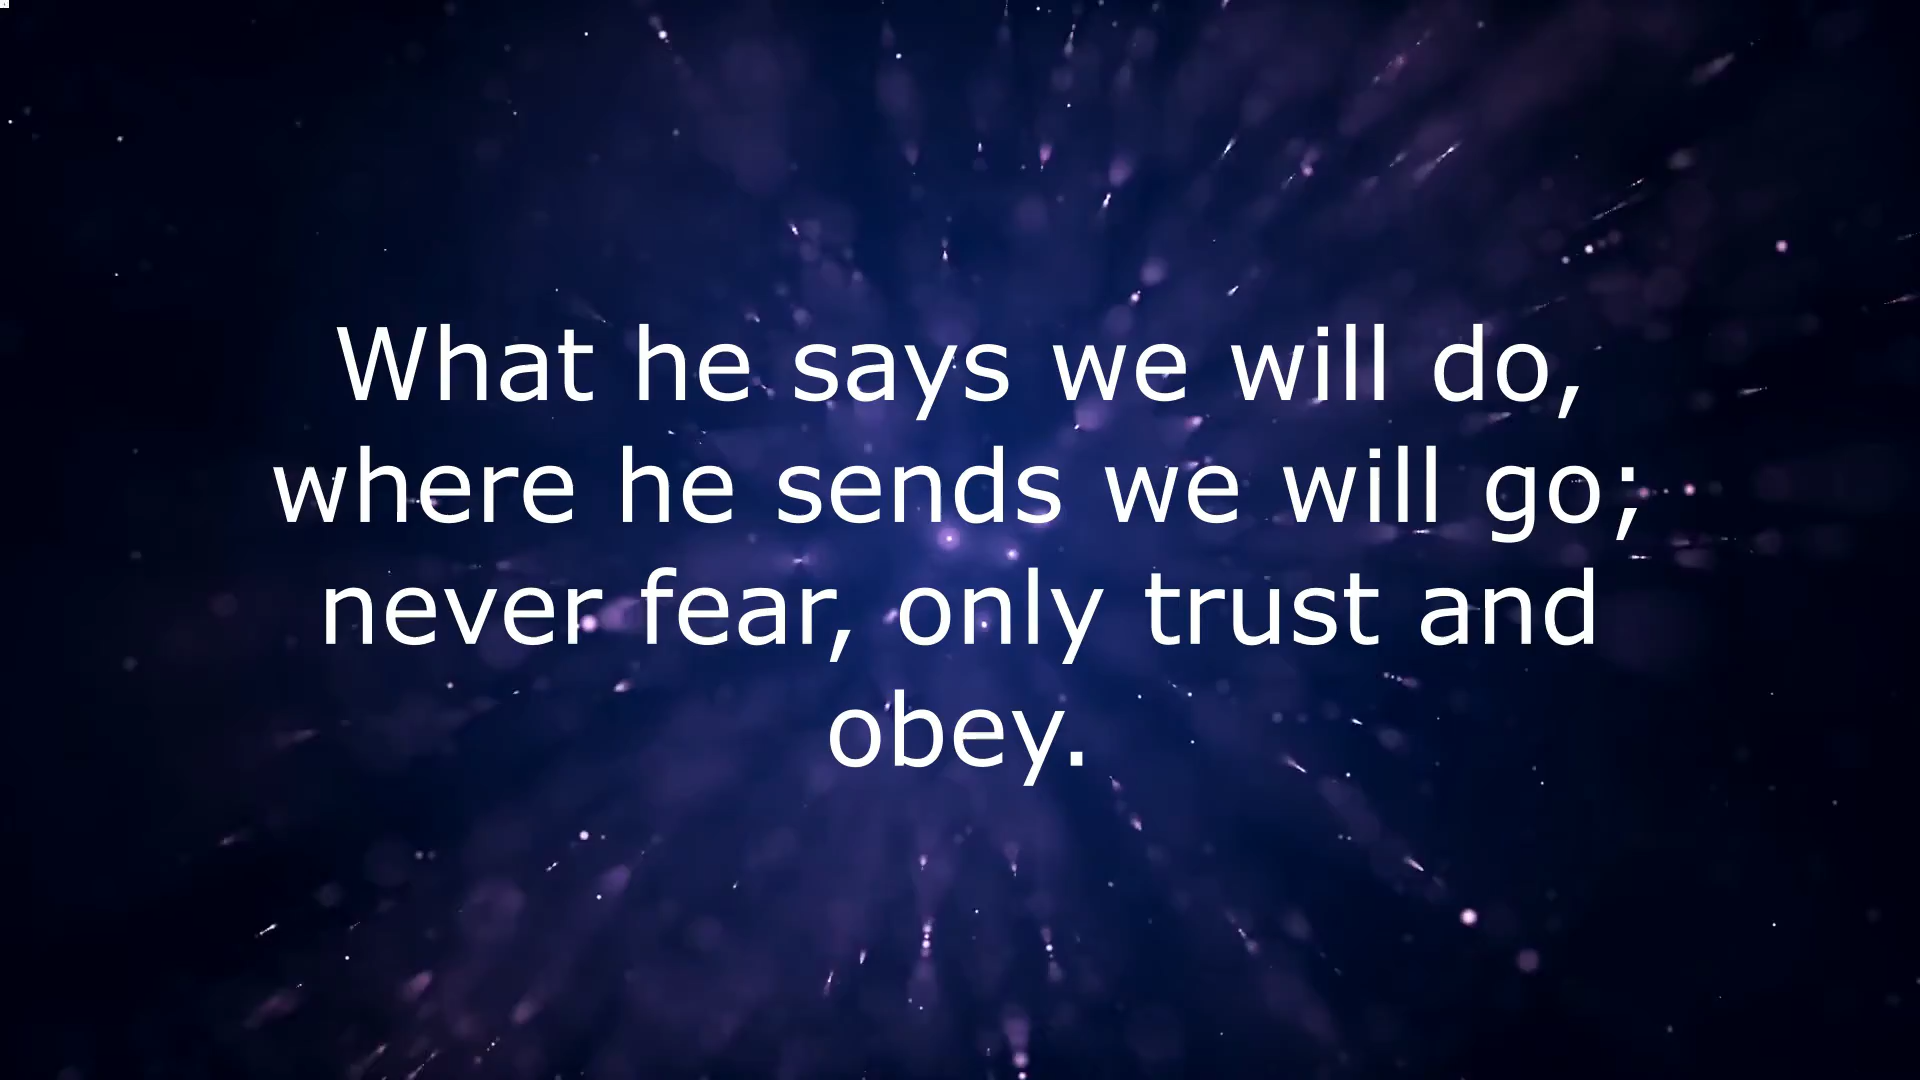 What he says we will do,
where he sends we will go;
never fear, only trust and
obey.